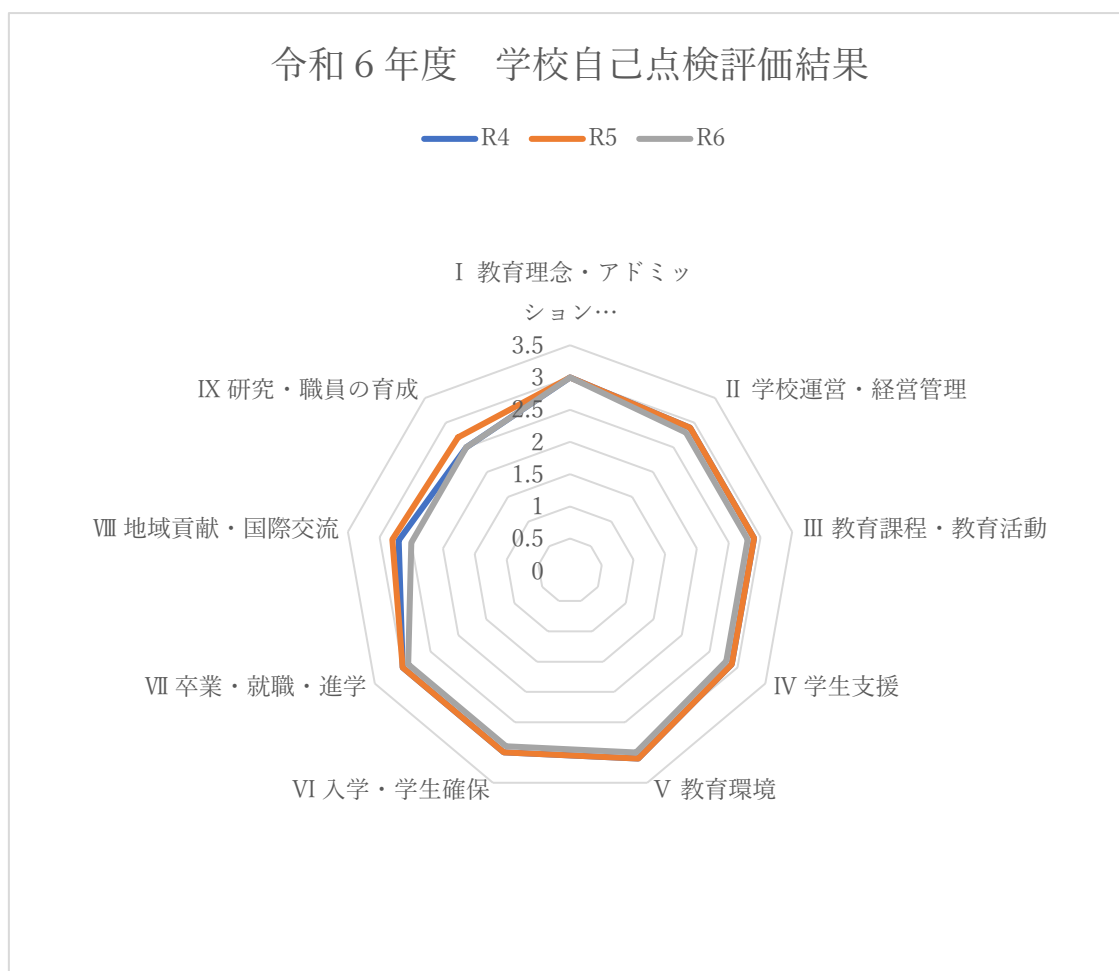 令和６年度　学校自己点検評価結果
R4 R5 R6
Ⅰ 教育理念・アドミッ
ション…
3.5
3
2.5
2
1.5
1
0.5
0
Ⅱ 学校運営・経営管理
Ⅲ 教育課程・教育活動
Ⅳ 学生支援
Ⅴ 教育環境
Ⅵ 入学・学生確保
Ⅶ 卒業・就職・進学
Ⅷ 地域貢献・国際交流
Ⅸ 研究・職員の育成